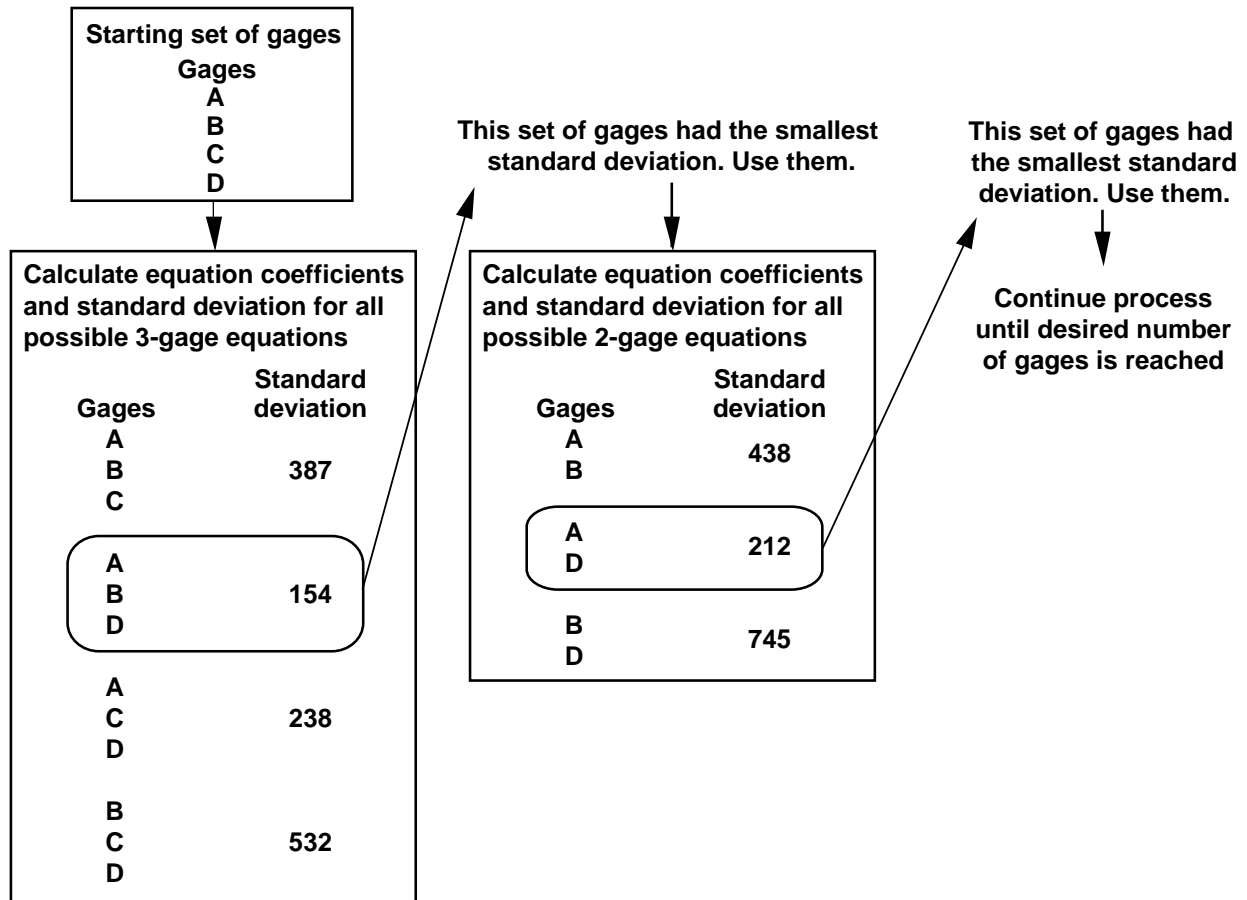 Starting set of gages
Gages
A
B
C
D
Calculate equation coefficients
and standard deviation for all
possible 3-gage equations
Gages
Standard
deviation
A
B
C
387
A
B
D
154
A
C
D
238
B
C
D
532
This set of gages had the smallest
standard deviation. Use them.
Calculate equation coefficients
and standard deviation for all
possible 2-gage equations
Gages
Standard
deviation
A
B
438
A
D
212
B
D
745
This set of gages had
the smallest standard
deviation. Use them.
Continue process
until desired number
of gages is reached